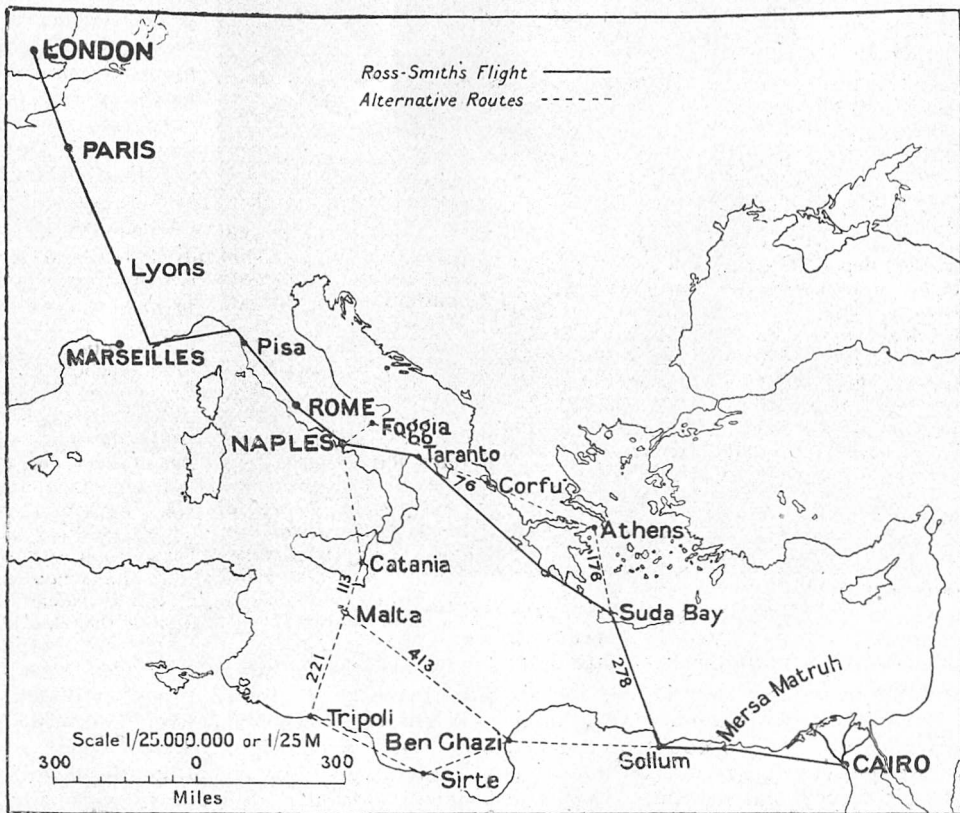 LONDON
Ross-Smith's Flight
Alternative Routes
PARIS
Lyons
MARSEILLES
Pisa
ROME
Foggia
66
NAPLES
Taranto
76
Corfu
Athens
176
Catania
113
Malta
Suda Bay
221
413
278
Mersa Matruh
Tripoli
Scale 1/25.000.000 or 1/25 M
Ben Ghazi
Sollum
CAIRO
Sirte
300 0 300
Miles